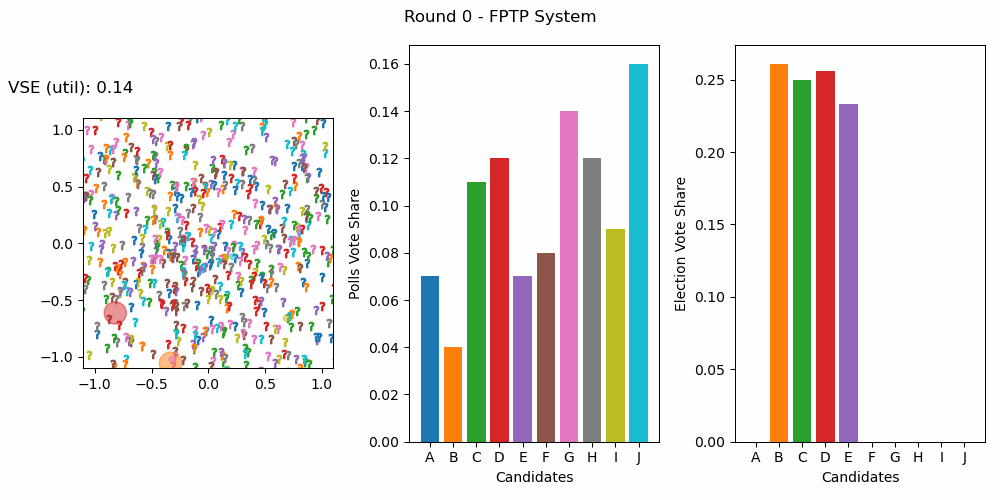 Round 0 - FPTP System
VSE (util): 0.14
1.0
0.5
0.0
−0.5
−1.0
−1.0 −0.5 0.0 0.5 1.0
Polls Vote Share
0.16
0.14
0.12
0.10
0.08
0.06
0.04
0.02
0.00
A B C D E F G H I J
Candidates
Election Vote Share
0.25
0.20
0.15
0.10
0.05
0.00
A B C D E F G H I J
Candidates